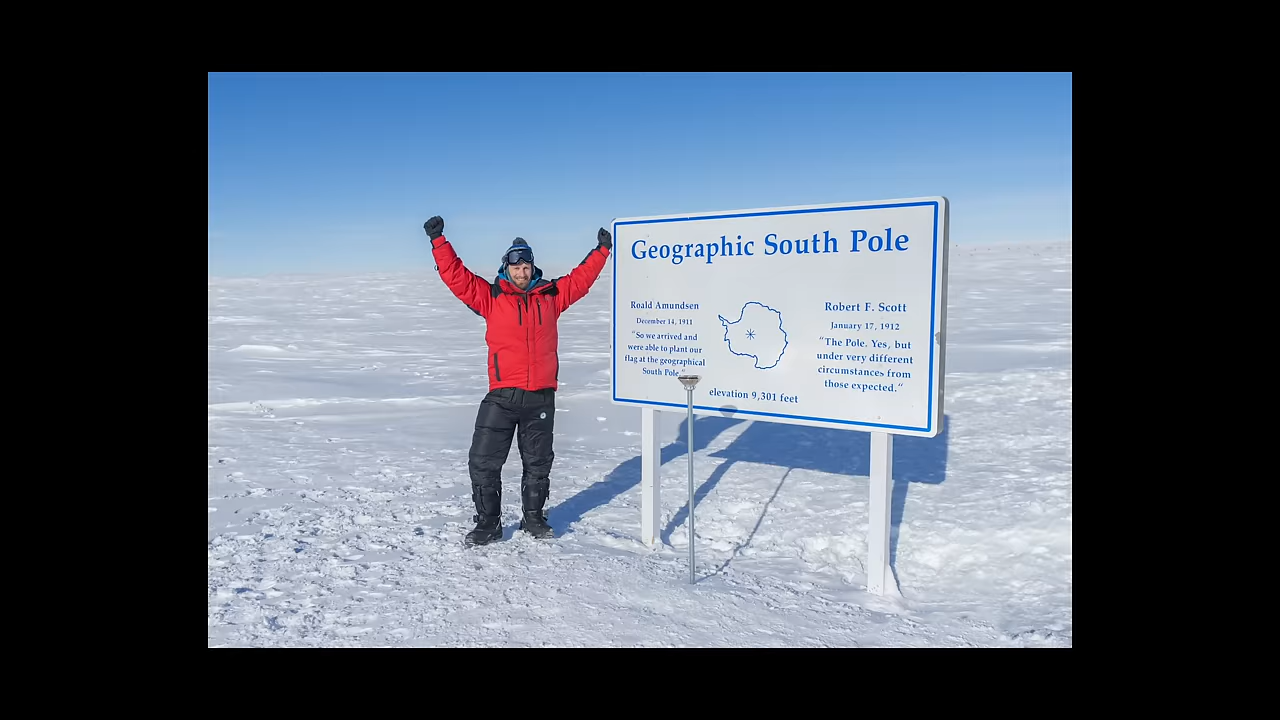 Geographic South Pole
Roald Amundsen
December 14, 1911
"So we arrived and
were able to plant our
flag at the geographical
South Pole."
Robert F. Scott
January 17, 1912
"The Pole. Yes, but
under very different
circumstances from
those expected."
elevation 9,301 feet